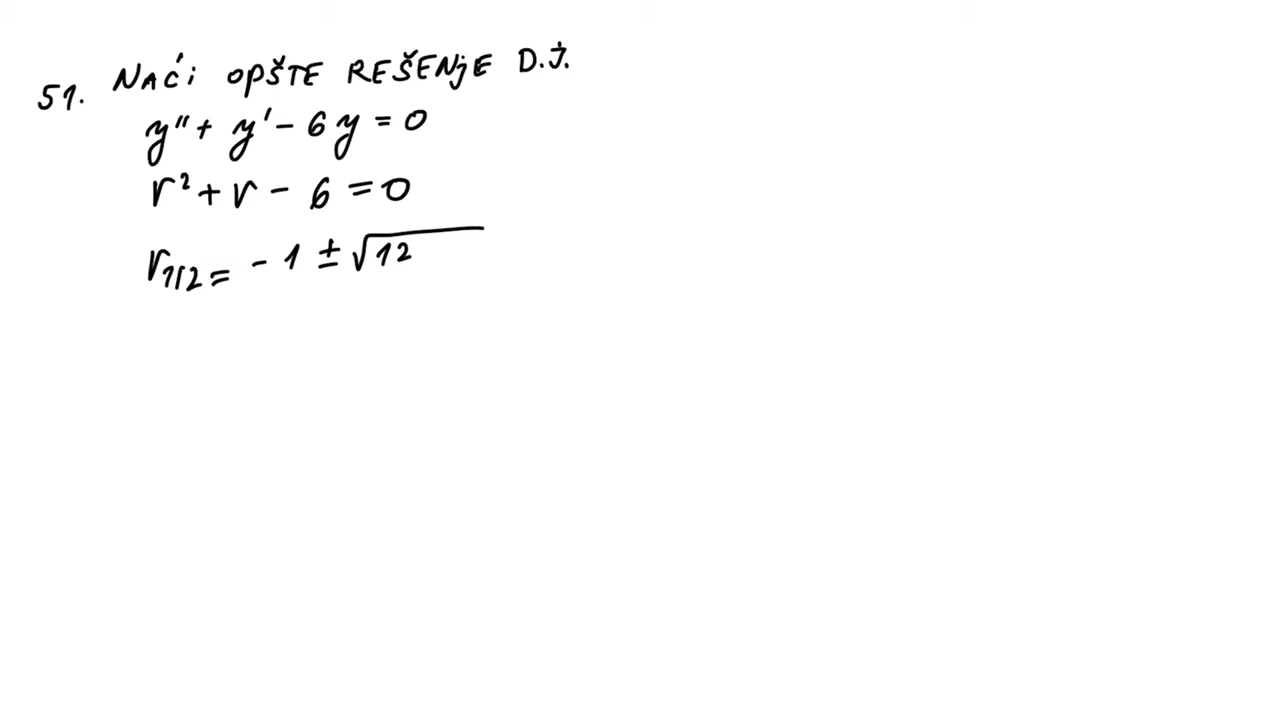 51. NAĆI OPŠTE REŠENjE D.J.
y'' + y' - 6y = 0
r² + r - 6 = 0
r₁/₂ = -1 ± √12